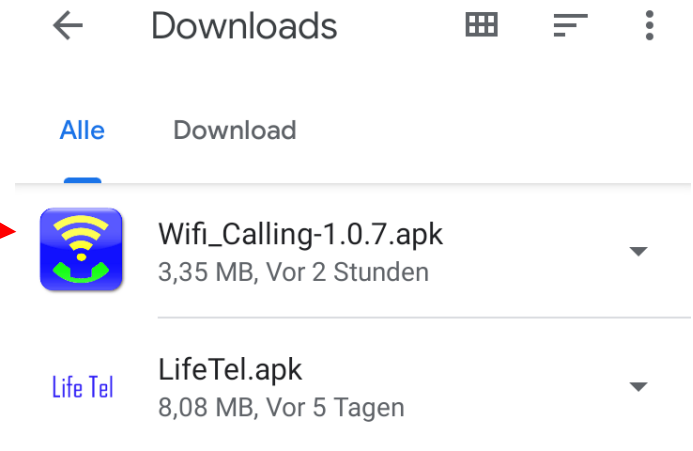 Downloads
Alle
Download
Wifi_Calling-1.0.7.apk
3,35 MB, Vor 2 Stunden
Life Tel
LifeTel.apk
8,08 MB, Vor 5 Tagen